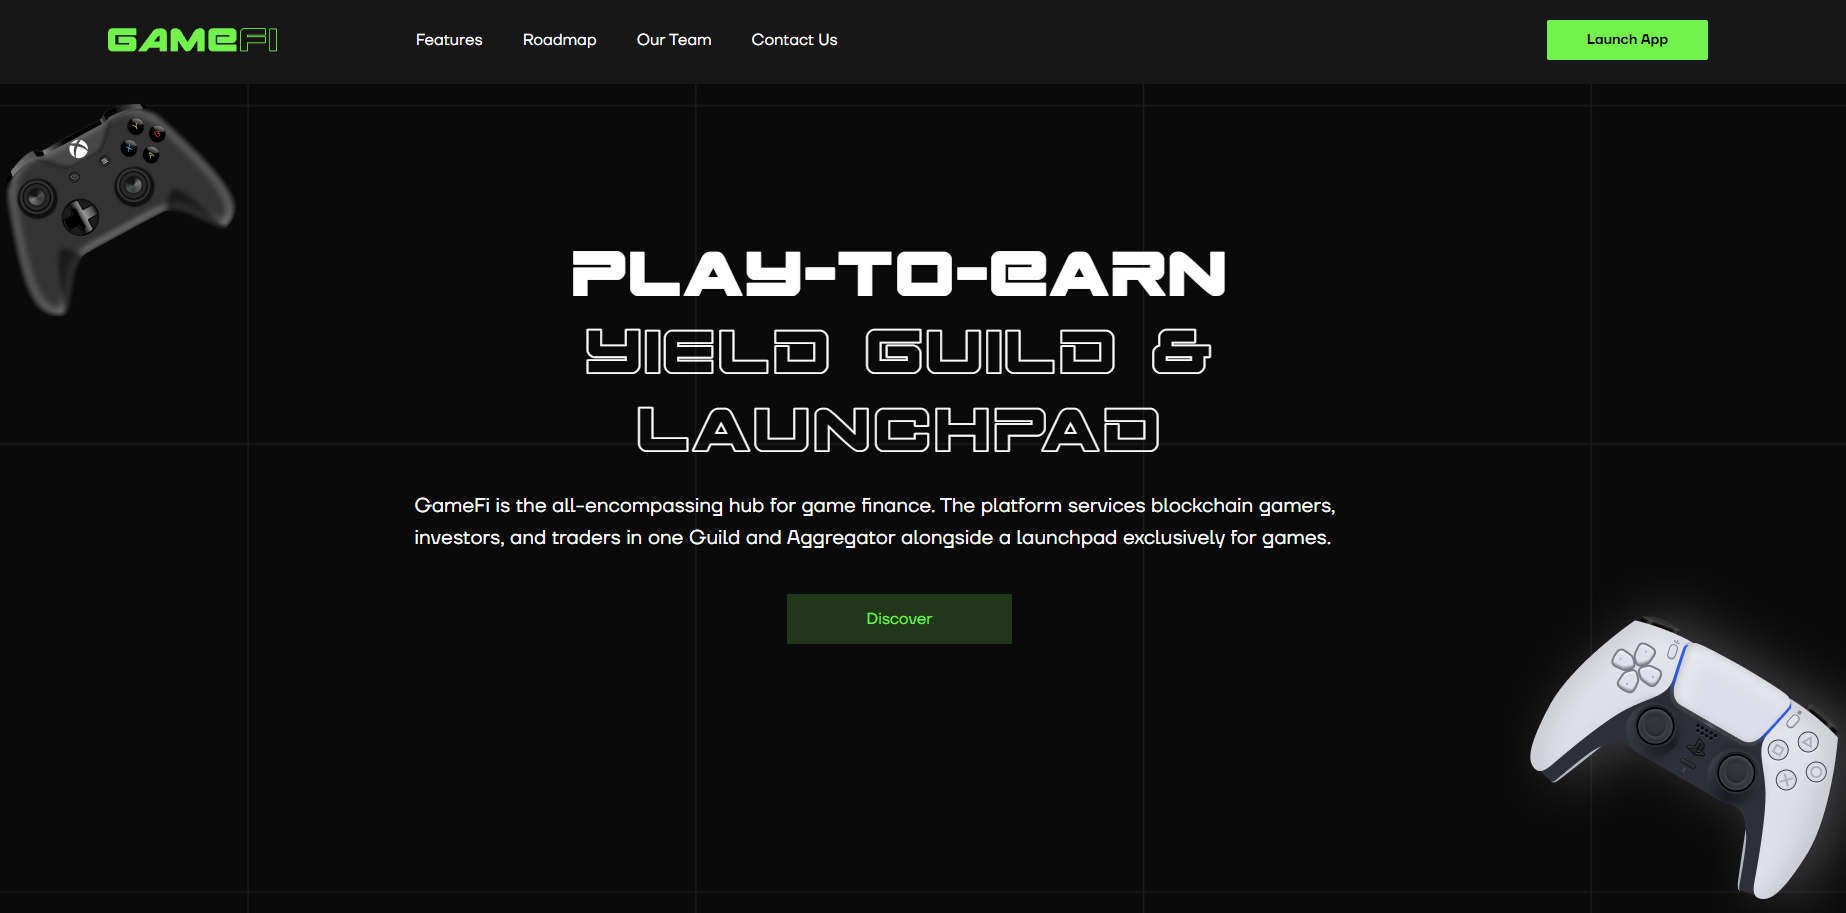 GAMEFI
Features
Roadmap
Our Team
Contact Us
Launch App
Y
B
X
A
PLAY-TO-EARN
YIELD GUILD &
LAUNCHPAD
GameFi is the all-encompassing hub for game finance. The platform services blockchain gamers,
investors, and traders in one Guild and Aggregator alongside a launchpad exclusively for games.
Discover